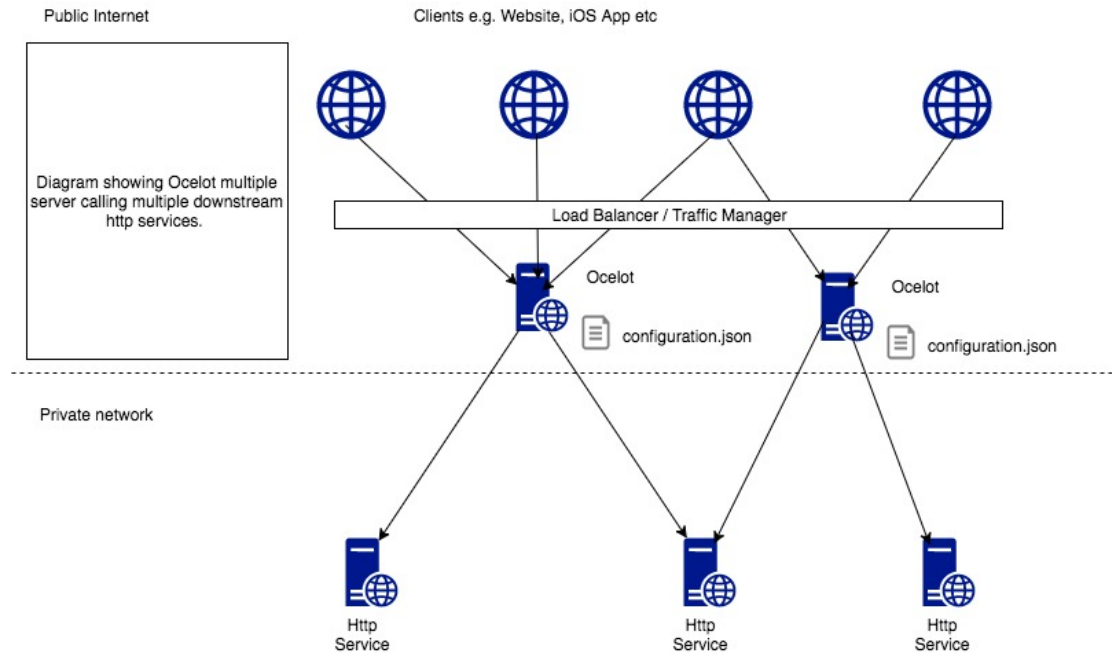 Public Internet
Clients e.g. Website, iOS App etc
Diagram showing Ocelot multiple
server calling multiple downstream
http services.
Load Balancer / Traffic Manager
Ocelot
configuration.json
Ocelot
configuration.json
Private network
Http
Service
Http
Service
Http
Service